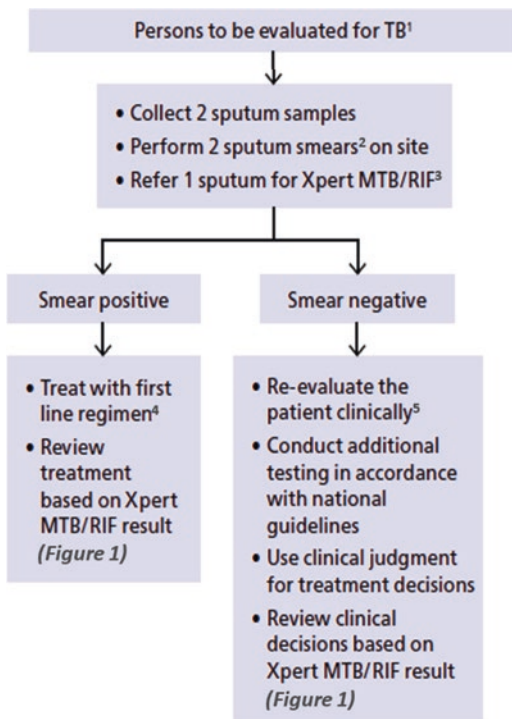 Persons to be evaluated for TB¹
• Collect 2 sputum samples
• Perform 2 sputum smears² on site
• Refer 1 sputum for Xpert MTB/RIF³
Smear positive
Smear negative
• Treat with first
line regimen⁴
• Review
treatment
based on Xpert
MTB/RIF result
(Figure 1)
• Re-evaluate the
patient clinically⁵
• Conduct additional
testing in accordance
with national
guidelines
• Use clinical judgment
for treatment decisions
• Review clinical
decisions based on
Xpert MTB/RIF result
(Figure 1)